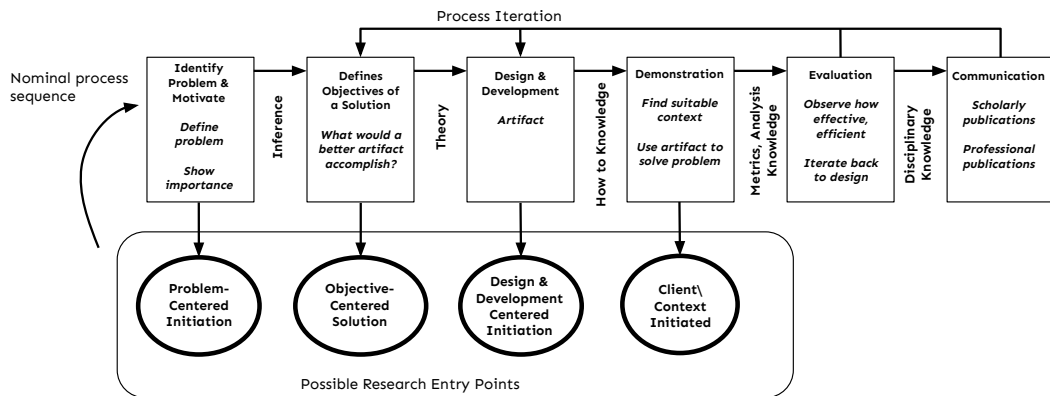 Process Iteration
Nominal process
sequence
Identify
Problem &
Motivate
Define
problem
Show
importance
Inference
Defines
Objectives of
a Solution
What would a
better artifact
accomplish?
Theory
Design &
Development
Artifact
How to Knowledge
Demonstration
Find suitable
context
Use artifact to
solve problem
Metrics, Analysis
Knowledge
Evaluation
Observe how
effective,
efficient
Iterate back
to design
Disciplinary
Knowledge
Communication
Scholarly
publications
Professional
publications
Problem-
Centered
Initiation
Objective-
Centered
Solution
Design &
Development
Centered
Initiation
Client\
Context
Initiated
Possible Research Entry Points